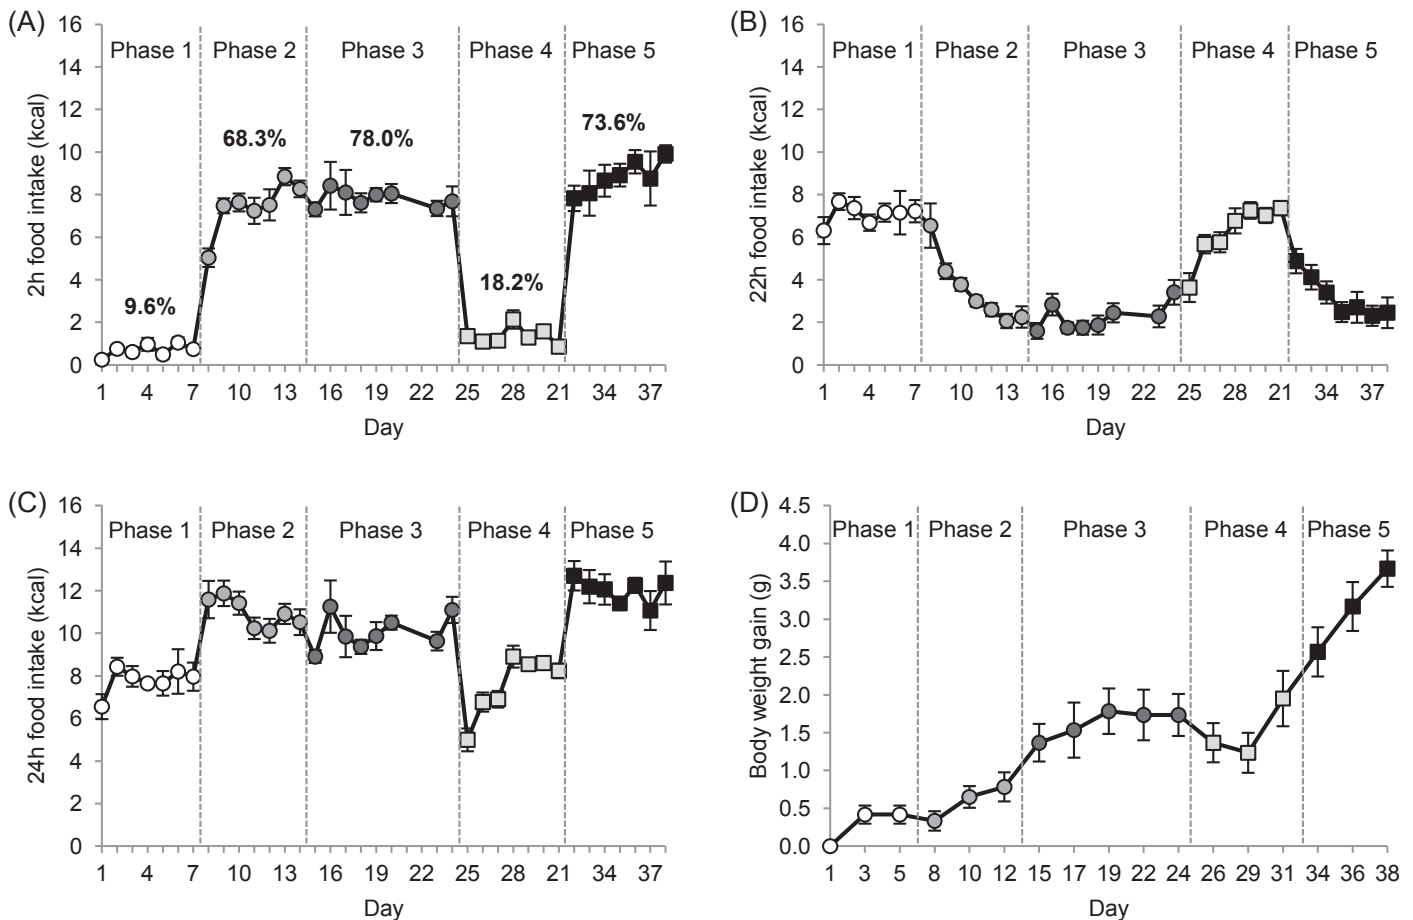 (A)
16
14
12
10
8
6
4
2
0
2h food intake (kcal)
Phase 1 Phase 2 Phase 3 Phase 4 Phase 5
9.6%
68.3%
78.0%
18.2%
73.6%
1 4 7 10 13 16 19 22 25 28 21 34 37
Day
(B)
16
14
12
10
8
6
4
2
0
22h food intake (kcal)
Phase 1 Phase 2 Phase 3 Phase 4 Phase 5
1 4 7 10 13 16 19 22 25 28 21 34 37
Day
(C)
16
14
12
10
8
6
4
2
0
24h food intake (kcal)
Phase 1 Phase 2 Phase 3 Phase 4 Phase 5
1 4 7 10 13 16 19 22 25 28 21 34 37
Day
(D)
4.5
4.0
3.5
3.0
2.5
2.0
1.5
1.0
0.5
0.0
Body weight gain (g)
Phase 1 Phase 2 Phase 3 Phase 4 Phase 5
1 3 5 8 10 12 15 17 19 22 24 26 29 31 34 36 38
Day